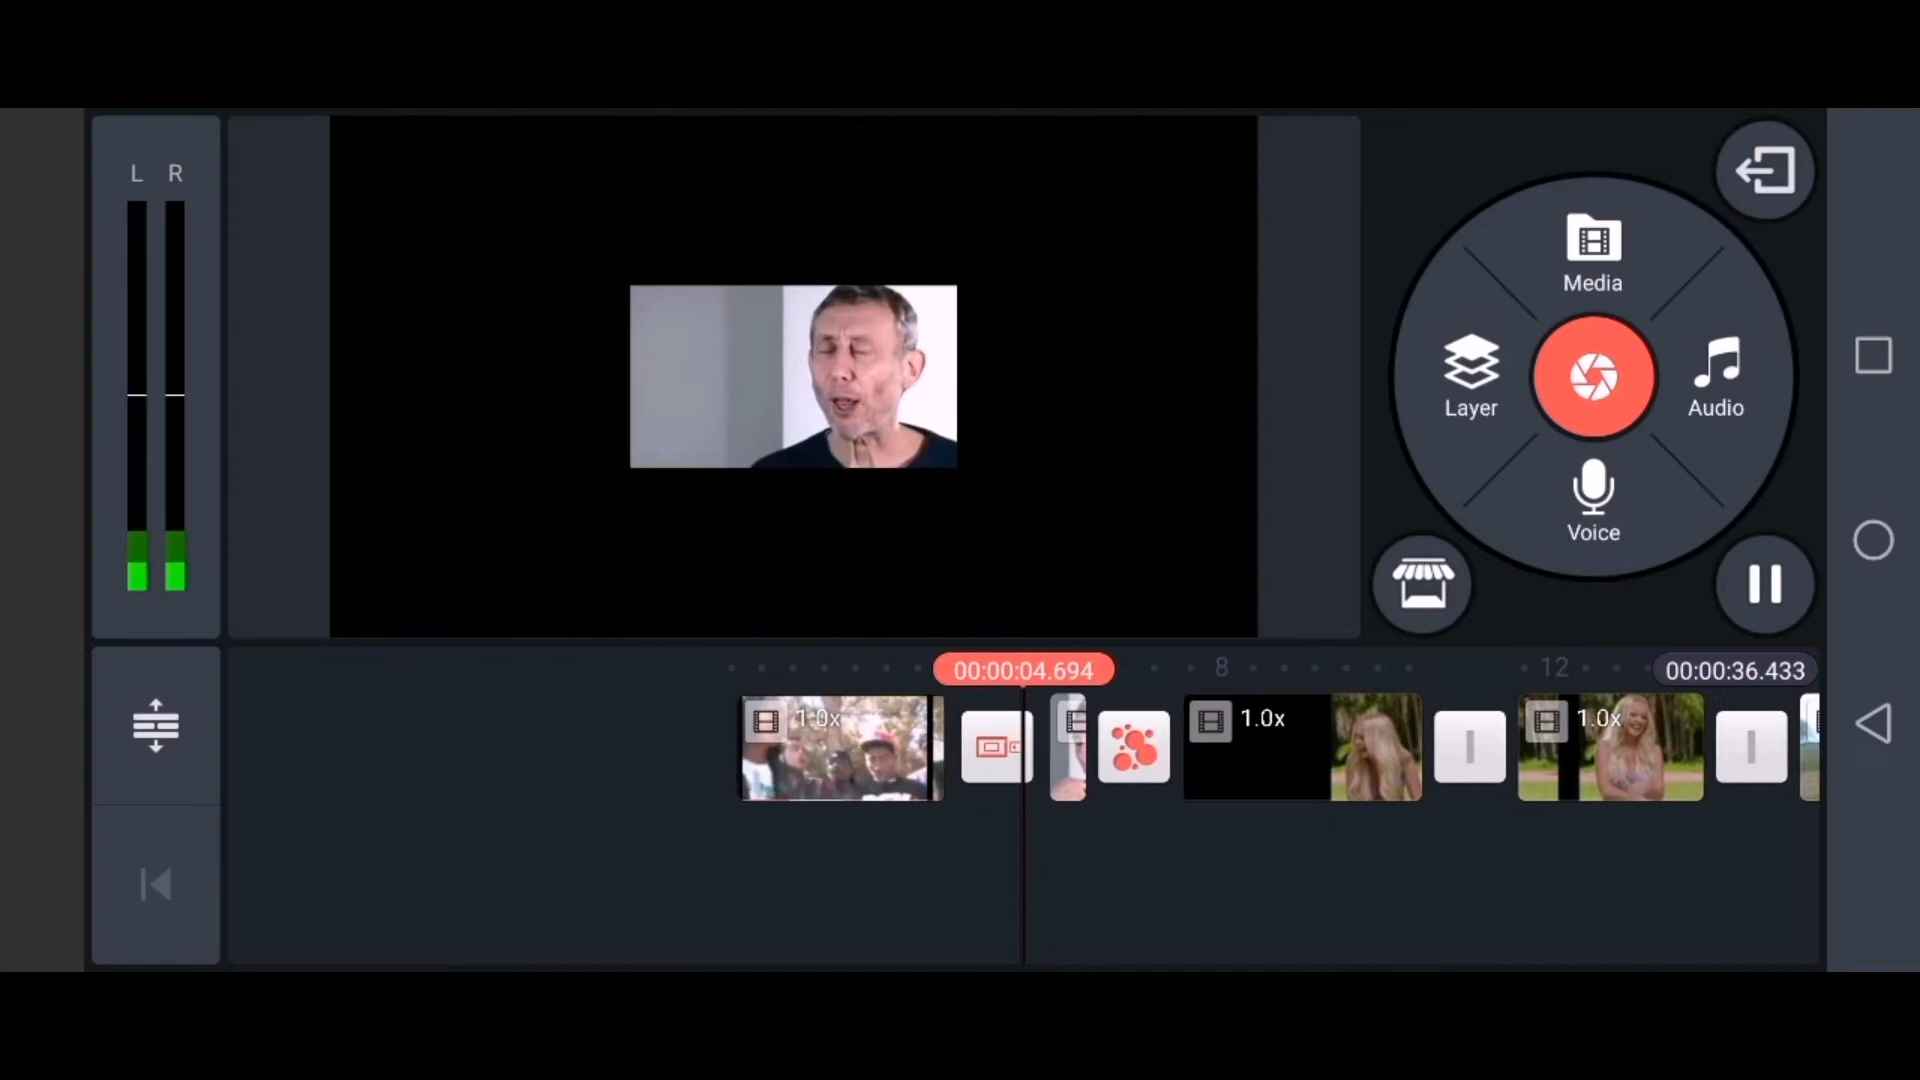 L R
Media
Layer
Audio
Voice
00:00:04.694
8
12
00:00:36.433
1.0x
1.0x
1.0x